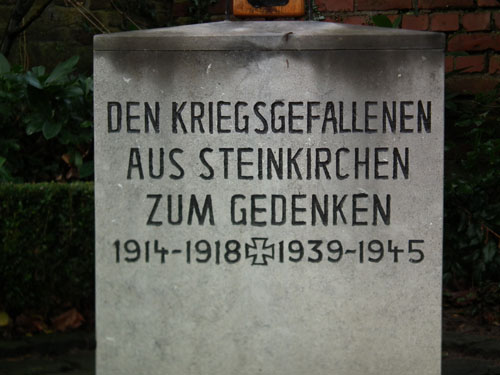 DEN KRIEGSGEFALLENEN
AUS STEINKIRCHEN
ZUM GEDENKEN
1914-1918 ✠ 1939-1945